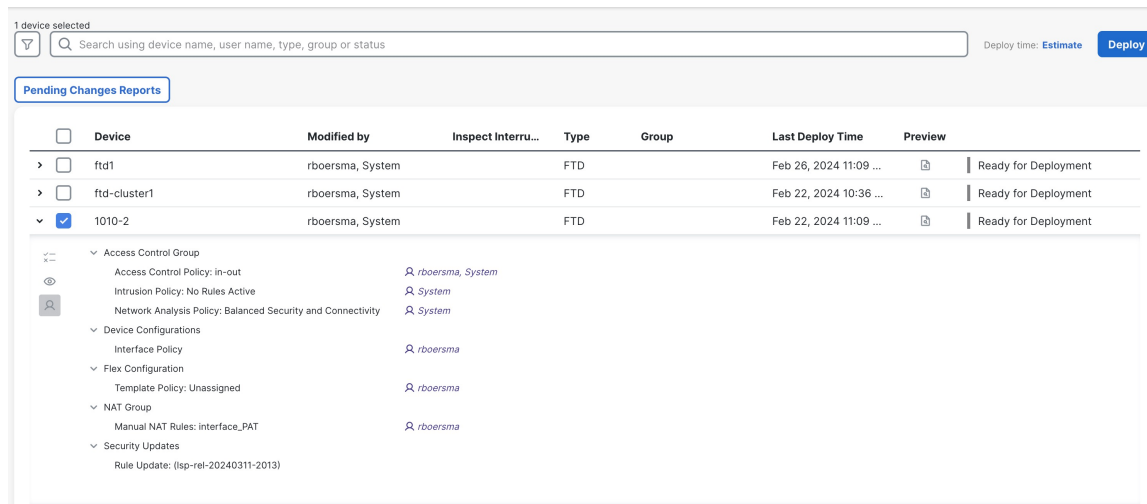 1 device selected
Search using device name, user name, type, group or status
Deploy time: Estimate
Deploy
Pending Changes Reports
Device Modified by Inspect Interru... Type Group Last Deploy Time Preview
ftd1 rboersma, System FTD Feb 26, 2024 11:09 ... Ready for Deployment
ftd-cluster1 rboersma, System FTD Feb 22, 2024 10:36 ... Ready for Deployment
1010-2 rboersma, System FTD Feb 22, 2024 11:09 ... Ready for Deployment
Access Control Group
Access Control Policy: in-out rboersma, System
Intrusion Policy: No Rules Active System
Network Analysis Policy: Balanced Security and Connectivity System
Device Configurations
Interface Policy rboersma
Flex Configuration
Template Policy: Unassigned rboersma
NAT Group
Manual NAT Rules: interface_PAT rboersma
Security Updates
Rule Update: (lsp-rel-20240311-2013)